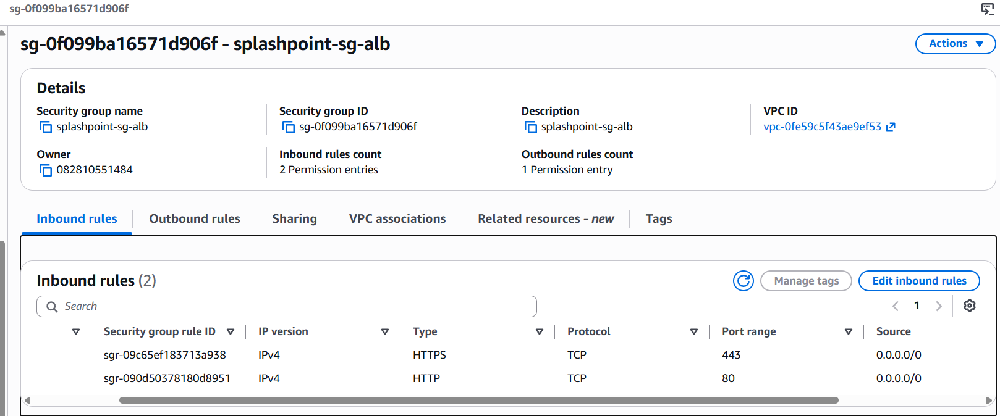 sg-0f099ba16571d906f
sg-0f099ba16571d906f - splashpoint-sg-alb
Actions
Details
Security group name
splashpoint-sg-alb
Security group ID
sg-0f099ba16571d906f
Description
splashpoint-sg-alb
VPC ID
vpc-0fe59c5f43ae9ef53
Owner
082810551484
Inbound rules count
2 Permission entries
Outbound rules count
1 Permission entry
Inbound rules Outbound rules Sharing VPC associations Related resources - new Tags
Inbound rules (2)
Manage tags
Edit inbound rules
Search
1
Security group rule ID IP version Type Protocol Port range Source
sgr-09c65ef183713a938 IPv4 HTTPS TCP 443 0.0.0.0/0
sgr-090d50378180d8951 IPv4 HTTP TCP 80 0.0.0.0/0